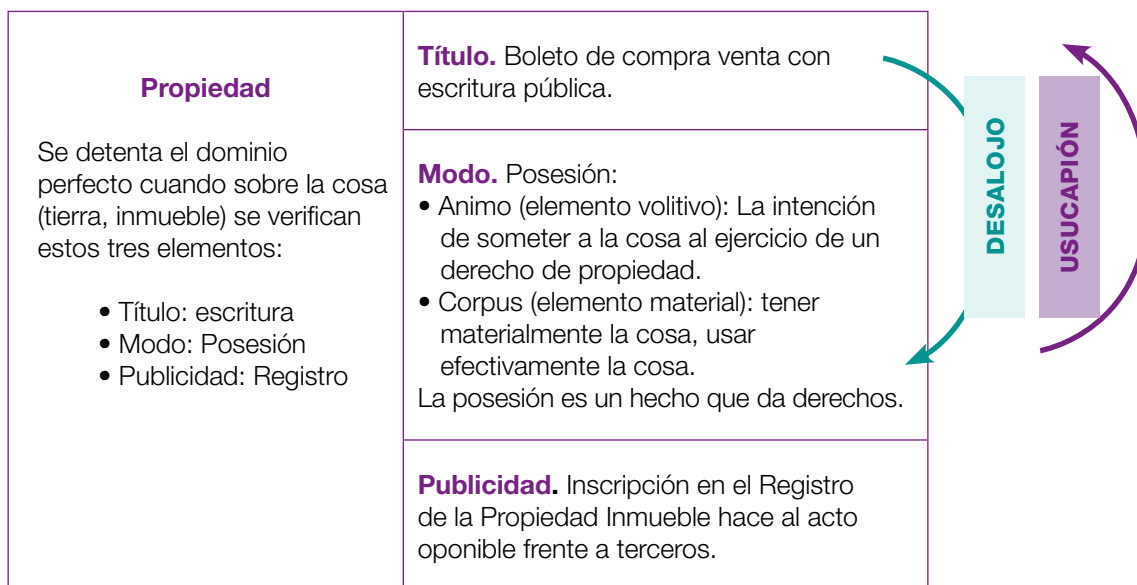 Propiedad
Se detenta el dominio
perfecto cuando sobre la cosa
(tierra, inmueble) se verifican
estos tres elementos:
• Título: escritura
• Modo: Posesión
• Publicidad: Registro
Título. Boleto de compra venta con
escritura pública.
Modo. Posesión:
• Animo (elemento volitivo): La intención
de someter a la cosa al ejercicio de un
derecho de propiedad.
• Corpus (elemento material): tener
materialmente la cosa, usar
efectivamente la cosa.
La posesión es un hecho que da derechos.
Publicidad. Inscripción en el Registro
de la Propiedad Inmueble hace al acto
oponible frente a terceros.
DESALOJO
USUCAPIÓN